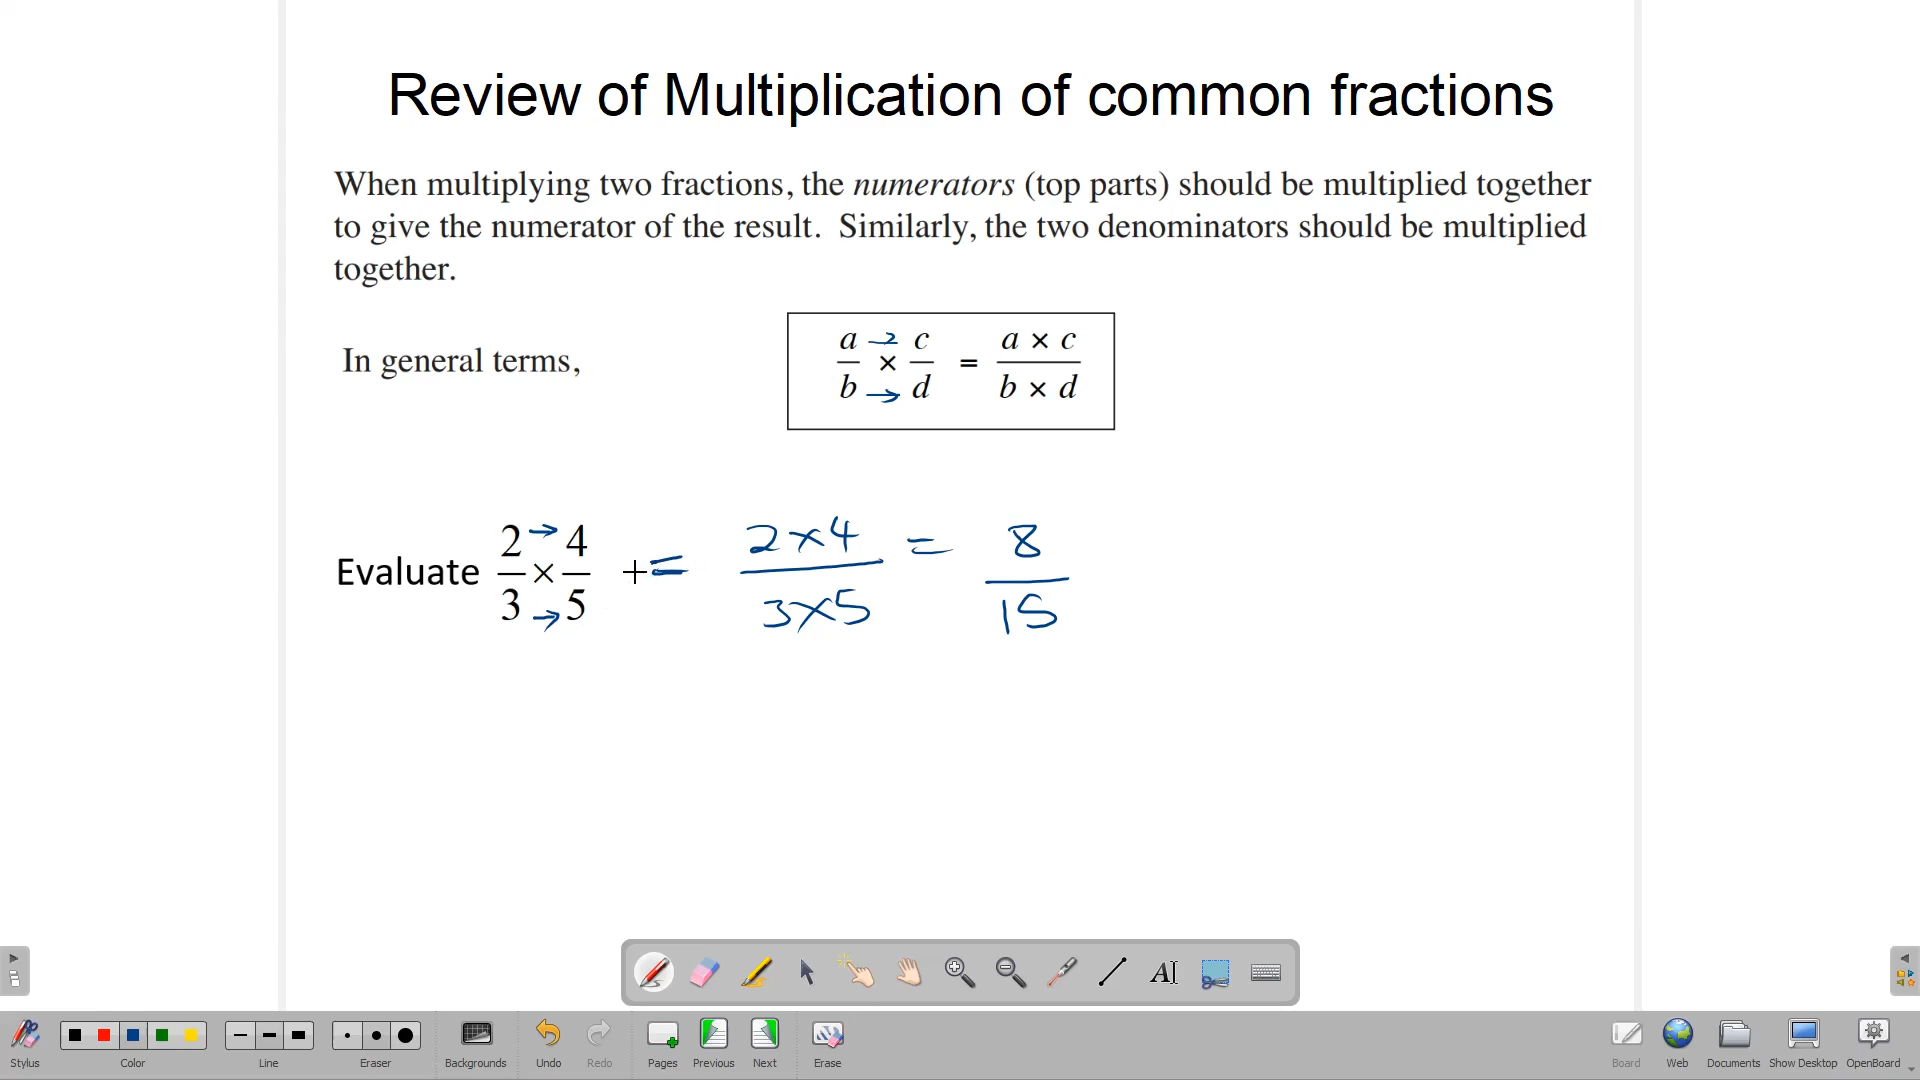 Review of Multiplication of common fractions
When multiplying two fractions, the numerators (top parts) should be multiplied together
to give the numerator of the result. Similarly, the two denominators should be multiplied
together.
In general terms, a/b × c/d = a × c / b × d
Evaluate 2/3 × 4/5 = 2×4 / 3×5 = 8/15
Stylus Color Line Eraser Backgrounds Undo Redo Pages Previous Next Erase Board Web Documents Show Desktop OpenBoard